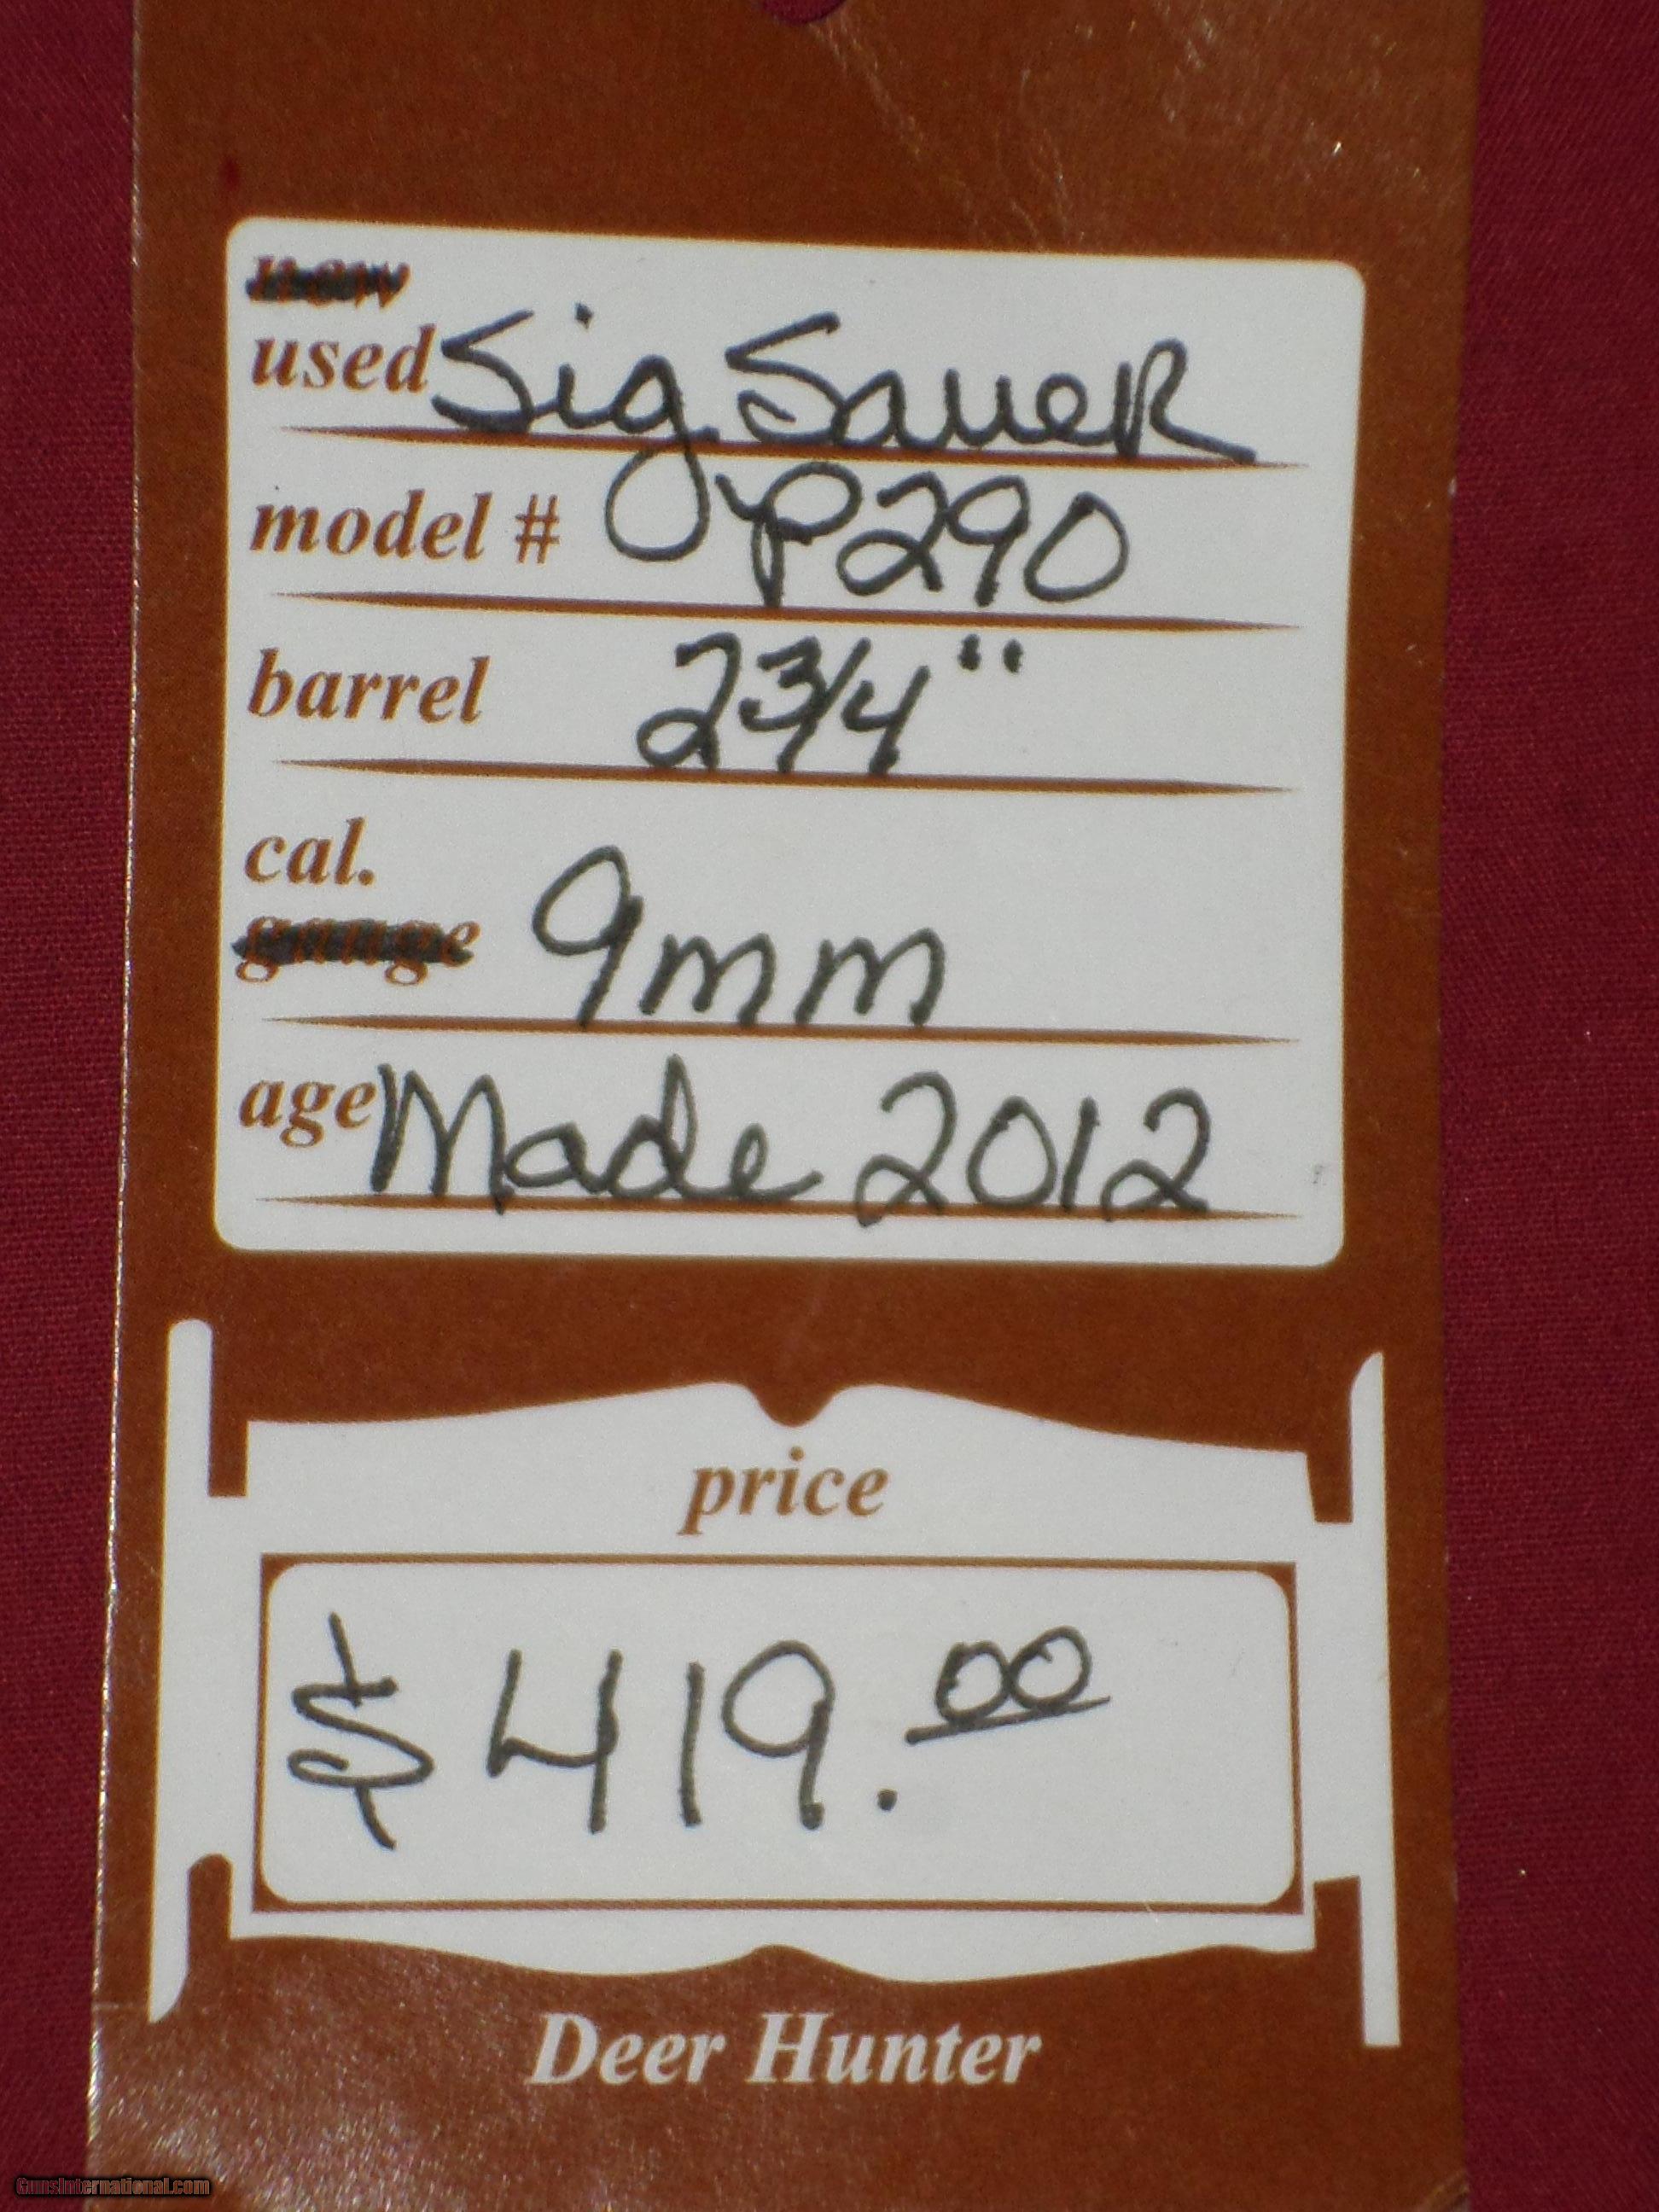 new
used Sig Sauer
model # P290
barrel 2 3/4"
cal.
gauge 9mm
age Made 2012
price
$419.00
Deer Hunter
GunsInternational.com